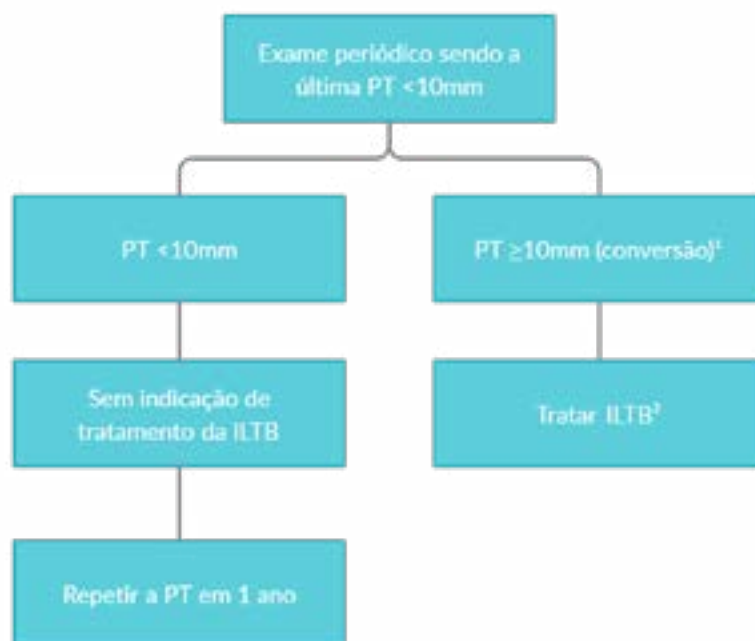 Exame periódico sendo a
última PT <10mm
PT <10mm
PT ≥10mm (conversão)¹
Sem indicação de
tratamento da ILTB
Tratar ILTB²
Repetir a PT em 1 ano